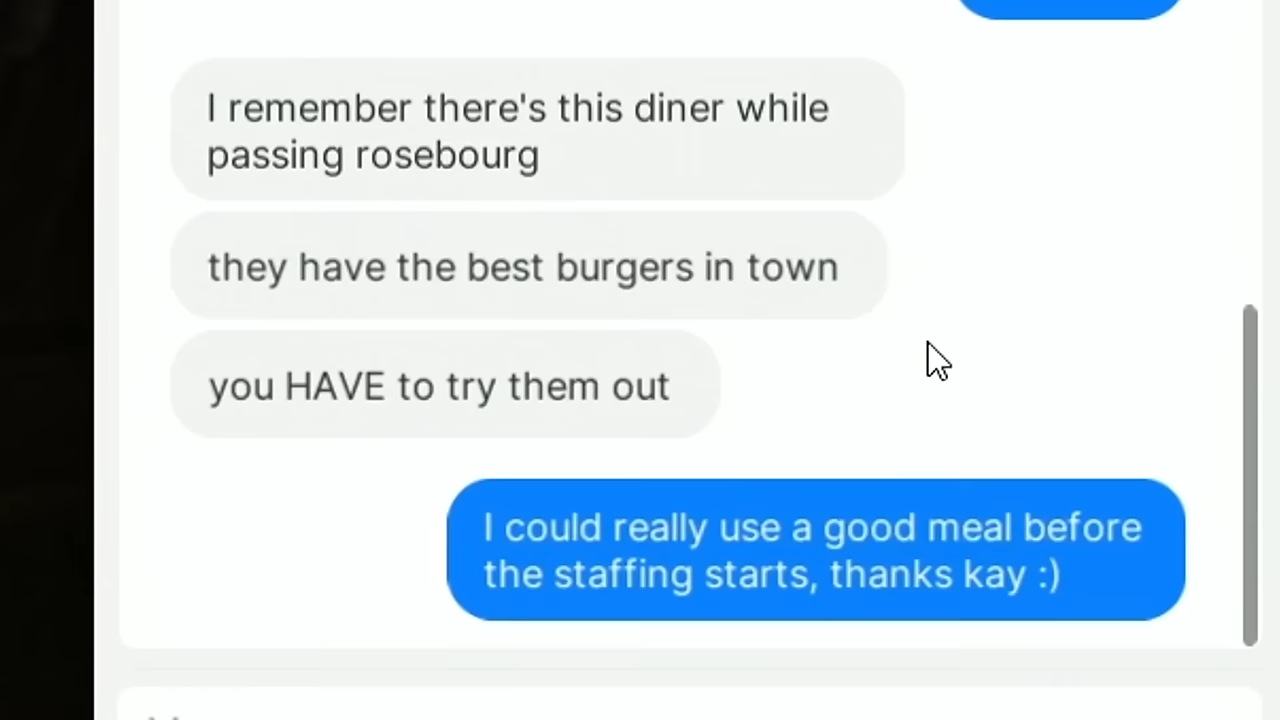 I remember there's this diner while
passing rosebourg
they have the best burgers in town
you HAVE to try them out
I could really use a good meal before
the staffing starts, thanks kay :)